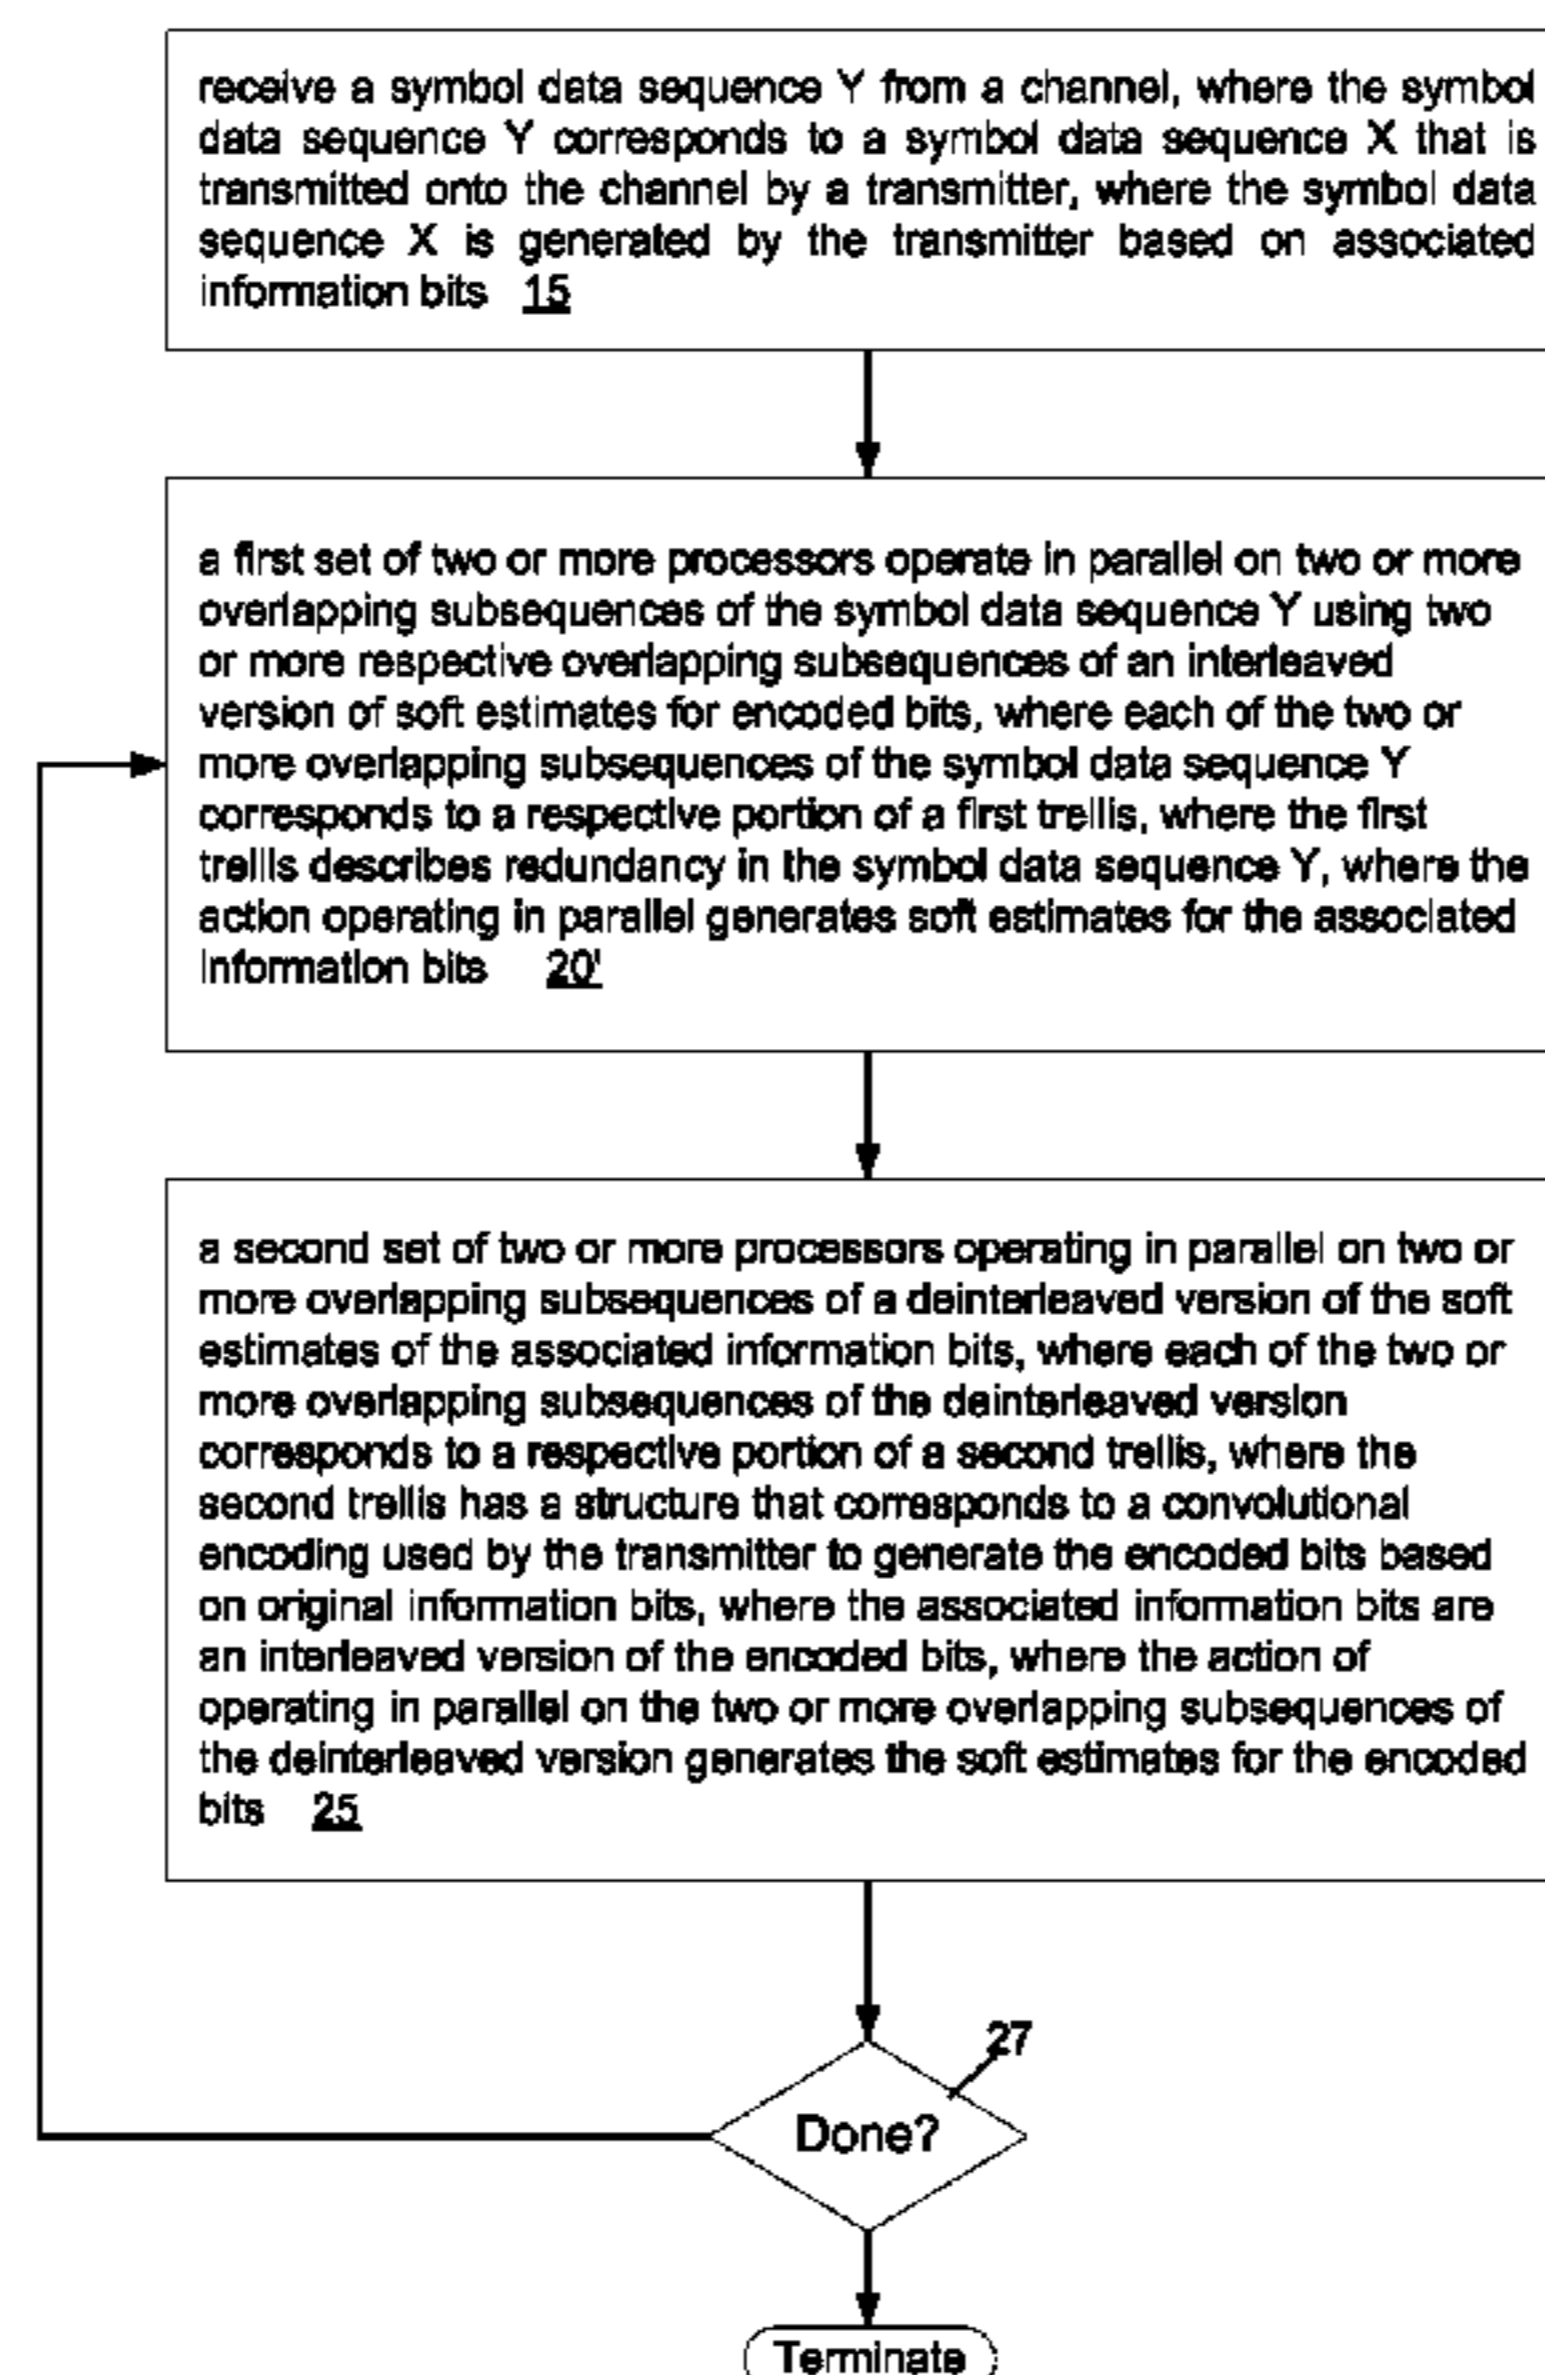 receive a symbol data sequence Y from a channel, where the symbol
data sequence Y corresponds to a symbol data sequence X that is
transmitted onto the channel by a transmitter, where the symbol data
sequence X is generated by the transmitter based on associated
information bits 15
a first set of two or more processors operate in parallel on two or more
overlapping subsequences of the symbol data sequence Y using two
or more respective overlapping subsequences of an interleaved
version of soft estimates for encoded bits, where each of the two or
more overlapping subsequences of the symbol data sequence Y
corresponds to a respective portion of a first trellis, where the first
trellis describes redundancy in the symbol data sequence Y, where the
action operating in parallel generates soft estimates for the associated
information bits 20'
a second set of two or more processors operating in parallel on two or
more overlapping subsequences of a deinterleaved version of the soft
estimates of the associated information bits, where each of the two or
more overlapping subsequences of the deinterleaved version
corresponds to a respective portion of a second trellis, where the
second trellis has a structure that corresponds to a convolutional
encoding used by the transmitter to generate the encoded bits based
on original information bits, where the associated information bits are
an interleaved version of the encoded bits, where the action of
operating in parallel on the two or more overlapping subsequences of
the deinterleaved version generates the soft estimates for the encoded
bits 25
27
Done?
Terminate